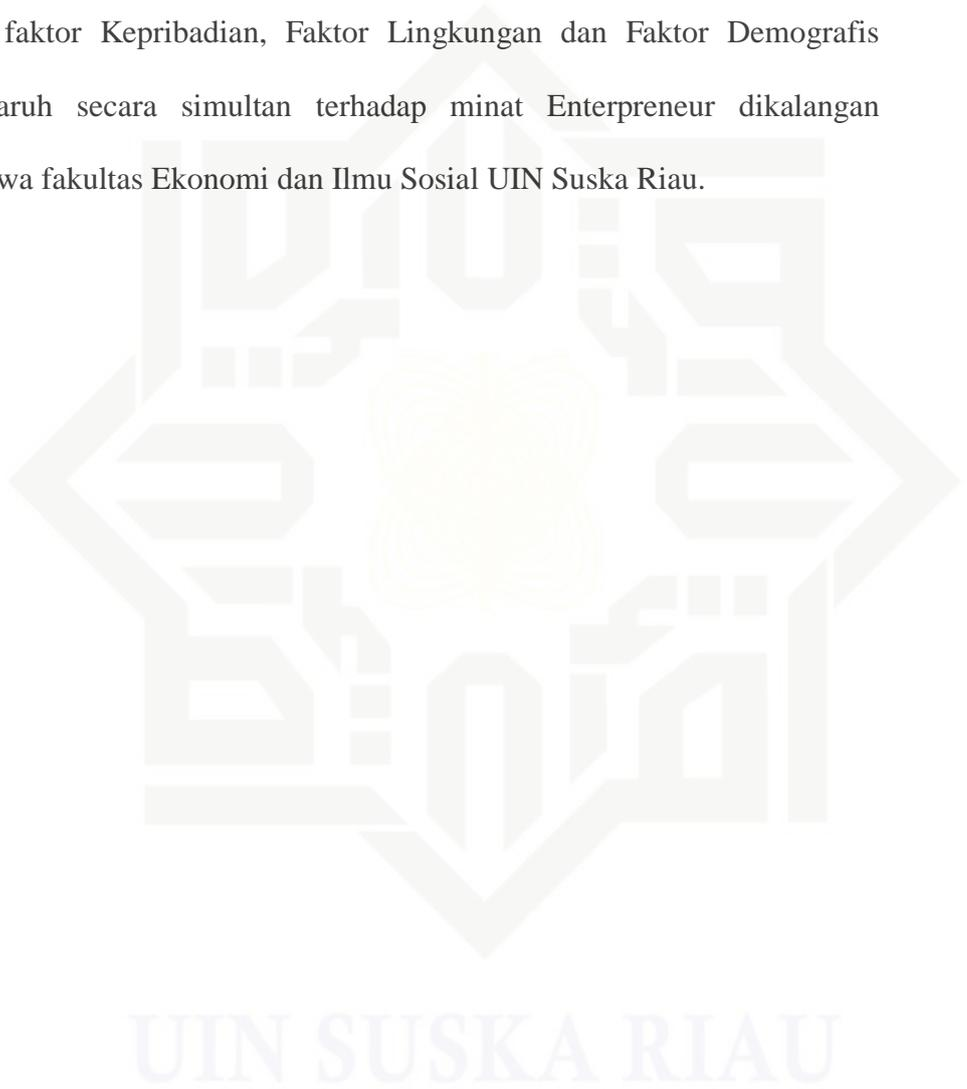 faktor Kepribadian, Faktor Lingkungan dan Faktor Demografis
aruh secara simultan terhadap minat Enterpreneur dikalangan
wa fakultas Ekonomi dan Ilmu Sosial UIN Suska Riau.
UIN SUSKA RIAU